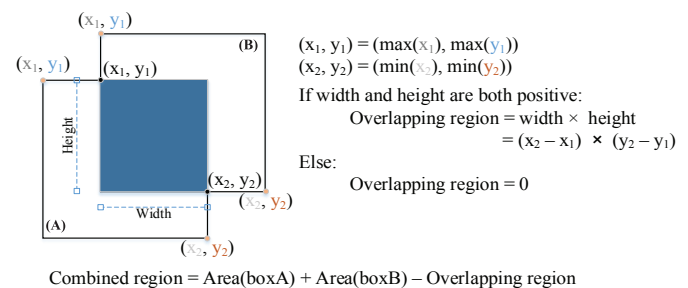 (x₁, y₁)
(B)
(x₁, y₁)
(x₁, y₁)
Height
(x₂, y₂)
(x₂, y₂)
Width
(A)
(x₂, y₂)
(x₁, y₁) = (max(x₁), max(y₁))
(x₂, y₂) = (min(x₂), min(y₂))
If width and height are both positive:
Overlapping region = width × height
= (x₂ – x₁) × (y₂ – y₁)
Else:
Overlapping region = 0
Combined region = Area(boxA) + Area(boxB) – Overlapping region